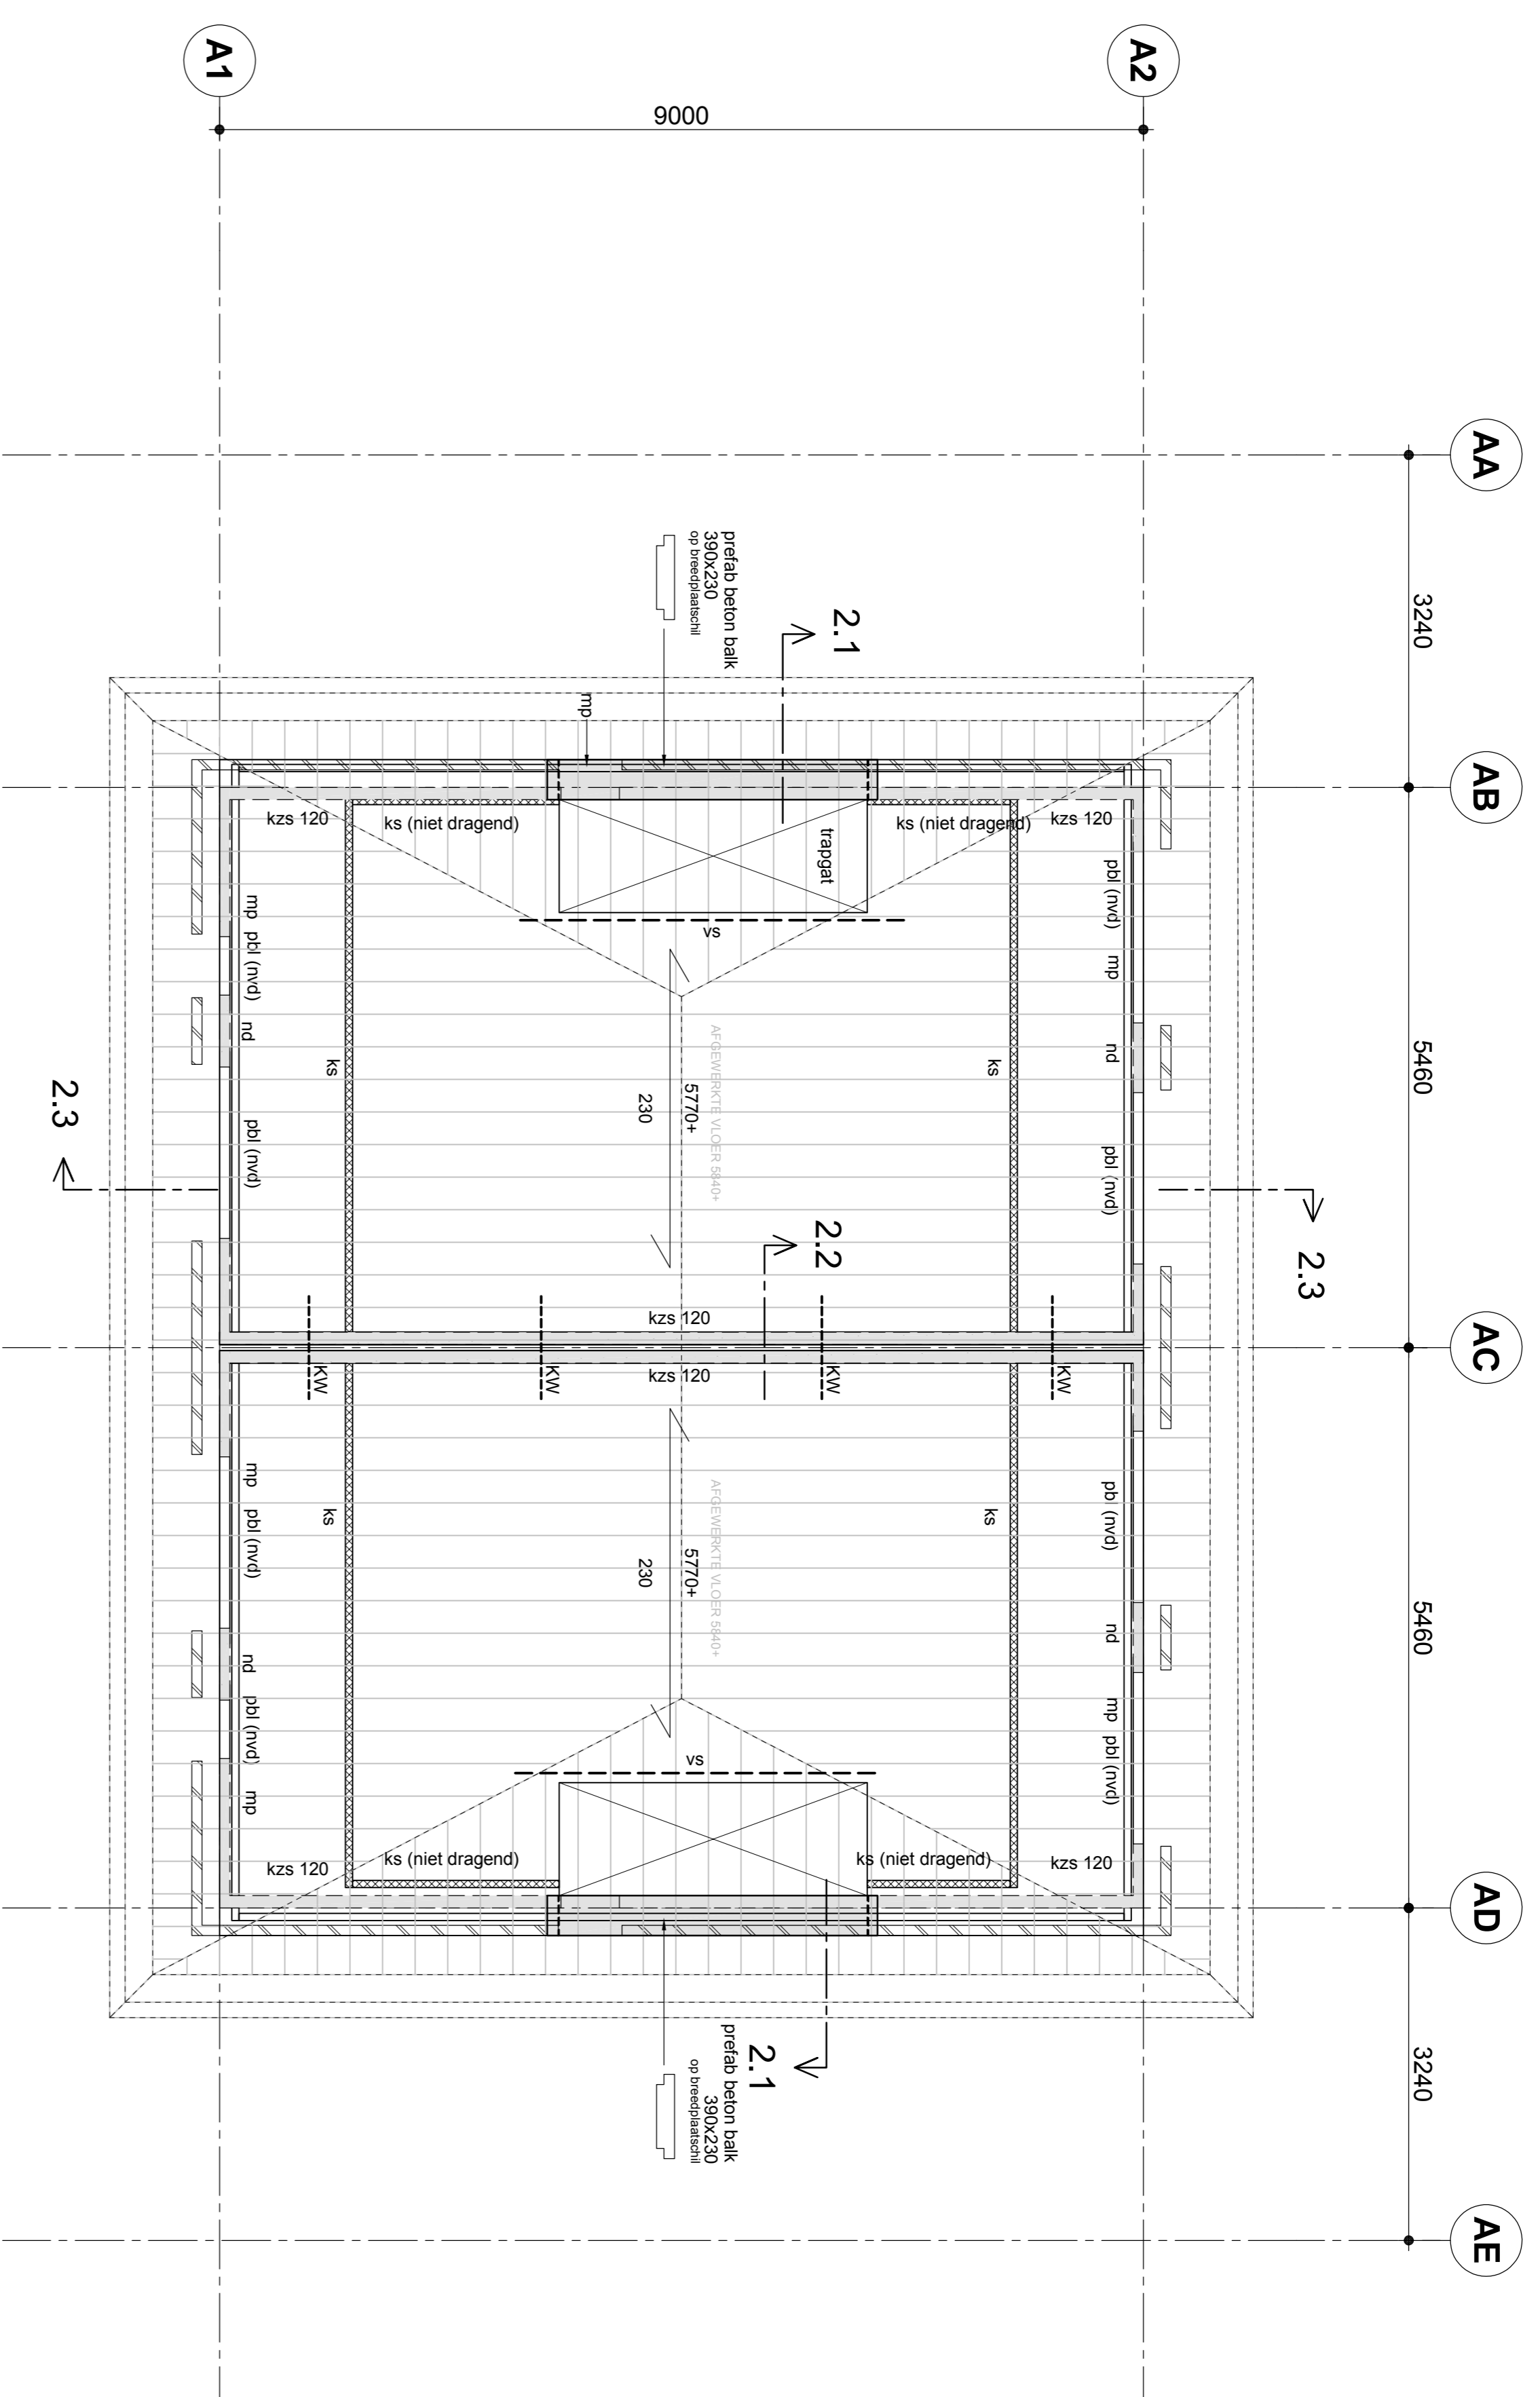 A1
A2
9000
AA
3240
AB
5460
AC
5460
AD
3240
AE
prefab beton balk
390x230
op breedplaatschil
2.1
mp
kzs 120
ks (niet dragend)
ks (niet dragend)
kzs 120
trapgat
vs
mp
pbl (nvd)
nd
pbl (nvd)
ks
pbl (nvd)
mp
nd
pbl (nvd)
ks
AFGEWERKTE VLOER 5840+
5770+
230
2.3
2.3
2.2
kzs 120
kzs 120
KW
KW
KW
KW
mp
pbl (nvd)
nd
pbl (nvd)
mp
ks
pbl (nvd)
nd
mp
pbl (nvd)
ks
AFGEWERKTE VLOER 5840+
5770+
230
vs
kzs 120
ks (niet dragend)
ks (niet dragend)
kzs 120
2.1
prefab beton balk
390x230
op breedplaatschil